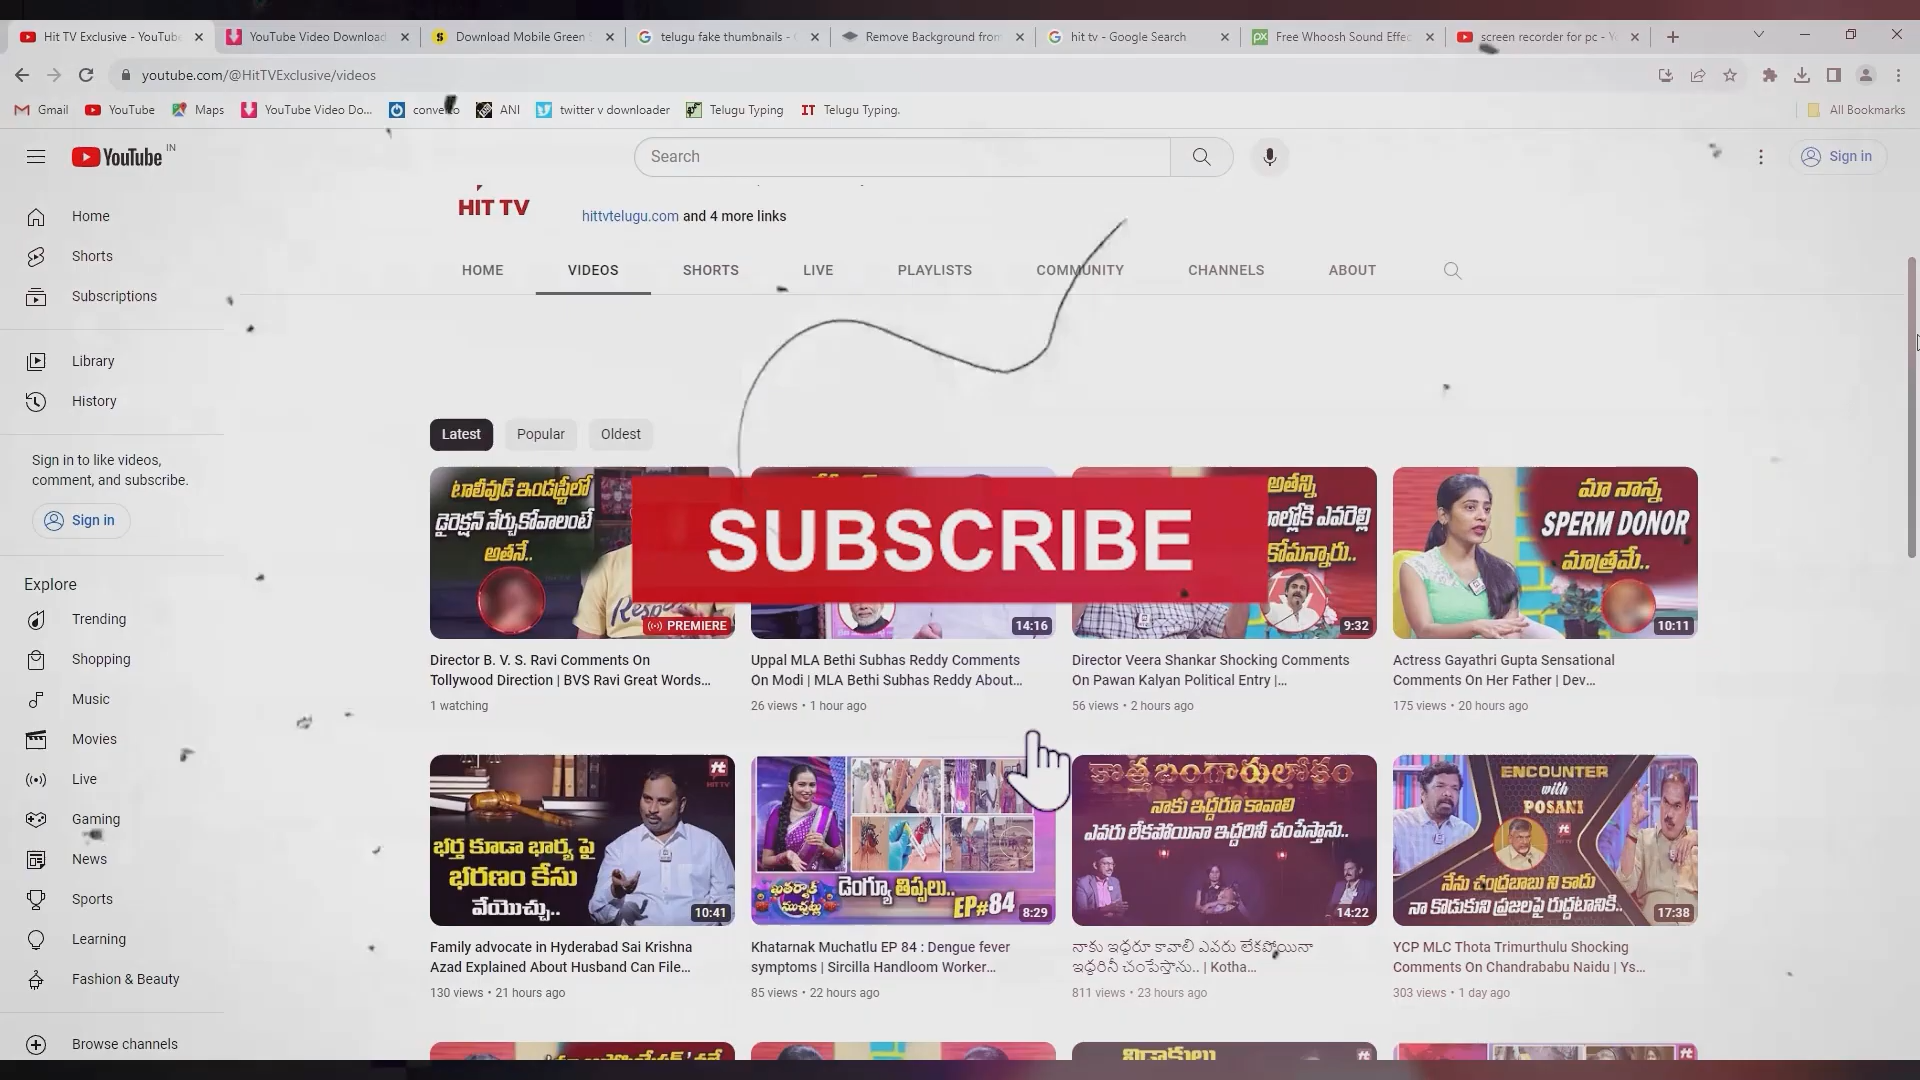 Hit TV Exclusive - YouTube
YouTube Video Download
Download Mobile Green
telugu fake thumbnails -
Remove Background from
hit tv - Google Search
Free Whoosh Sound Effec
screen recorder for pc -
youtube.com/@HitTVExclusive/videos
Gmail
YouTube
Maps
YouTube Video Do...
ANI
twitter v downloader
Telugu Typing
Telugu Typing.
All Bookmarks
YouTube IN
Search
Sign in
Home
Shorts
Subscriptions
Library
History
Sign in to like videos,
comment, and subscribe.
Sign in
Explore
Trending
Shopping
Music
Movies
Live
Gaming
News
Sports
Learning
Fashion & Beauty
Browse channels
HIT TV
hittvtelugu.com and 4 more links
HOME
VIDEOS
SHORTS
LIVE
PLAYLISTS
COMMUNITY
CHANNELS
ABOUT
Latest
Popular
Oldest
SUBSCRIBE
టాలీవుడ్ ఇండస్ట్రీలో
డైరెక్షన్ నేర్చుకోవాలంటే
అతనే..
PREMIERE
Director B. V. S. Ravi Comments On
Tollywood Direction | BVS Ravi Great Words...
1 watching
14:16
Uppal MLA Bethi Subhas Reddy Comments
On Modi | MLA Bethi Subhas Reddy About...
26 views • 1 hour ago
అతన్ని
9:32
Director Veera Shankar Shocking Comments
On Pawan Kalyan Political Entry |...
56 views • 2 hours ago
మా నాన్న
SPERM DONOR
మాత్రమే..
10:11
Actress Gayathri Gupta Sensational
Comments On Her Father | Dev...
175 views • 20 hours ago
HIT TV
భర్త కూడా భార్య పై
భరణం కేసు
వేయొచ్చు..
10:41
Family advocate in Hyderabad Sai Krishna
Azad Explained About Husband Can File...
130 views • 21 hours ago
ఖతర్నాక్
ముచ్చట్లు
డెంగ్యూ తిప్పలు..
EP#84
8:29
Khatarnak Muchatlu EP 84 : Dengue fever
symptoms | Sircilla Handloom Worker...
85 views • 22 hours ago
కొత్త బంగారులోకం
నాకు ఇద్దరూ కావాలి
ఎవరు లేకపోయినా ఇద్దరినీ చంపేస్తాను..
14:22
నాకు ఇద్దరూ కావాలి ఎవరు లేకపోయినా
ఇద్దరినీ చంపేస్తాను.. | Kotha...
811 views • 23 hours ago
ENCOUNTER
with
POSANI
నేను చంద్రబాబు ని కాదు
నా కొడుకుని ప్రజలపై రుద్దటానికి..
17:38
YCP MLC Thota Trimurthulu Shocking
Comments On Chandrababu Naidu | Ys...
303 views • 1 day ago